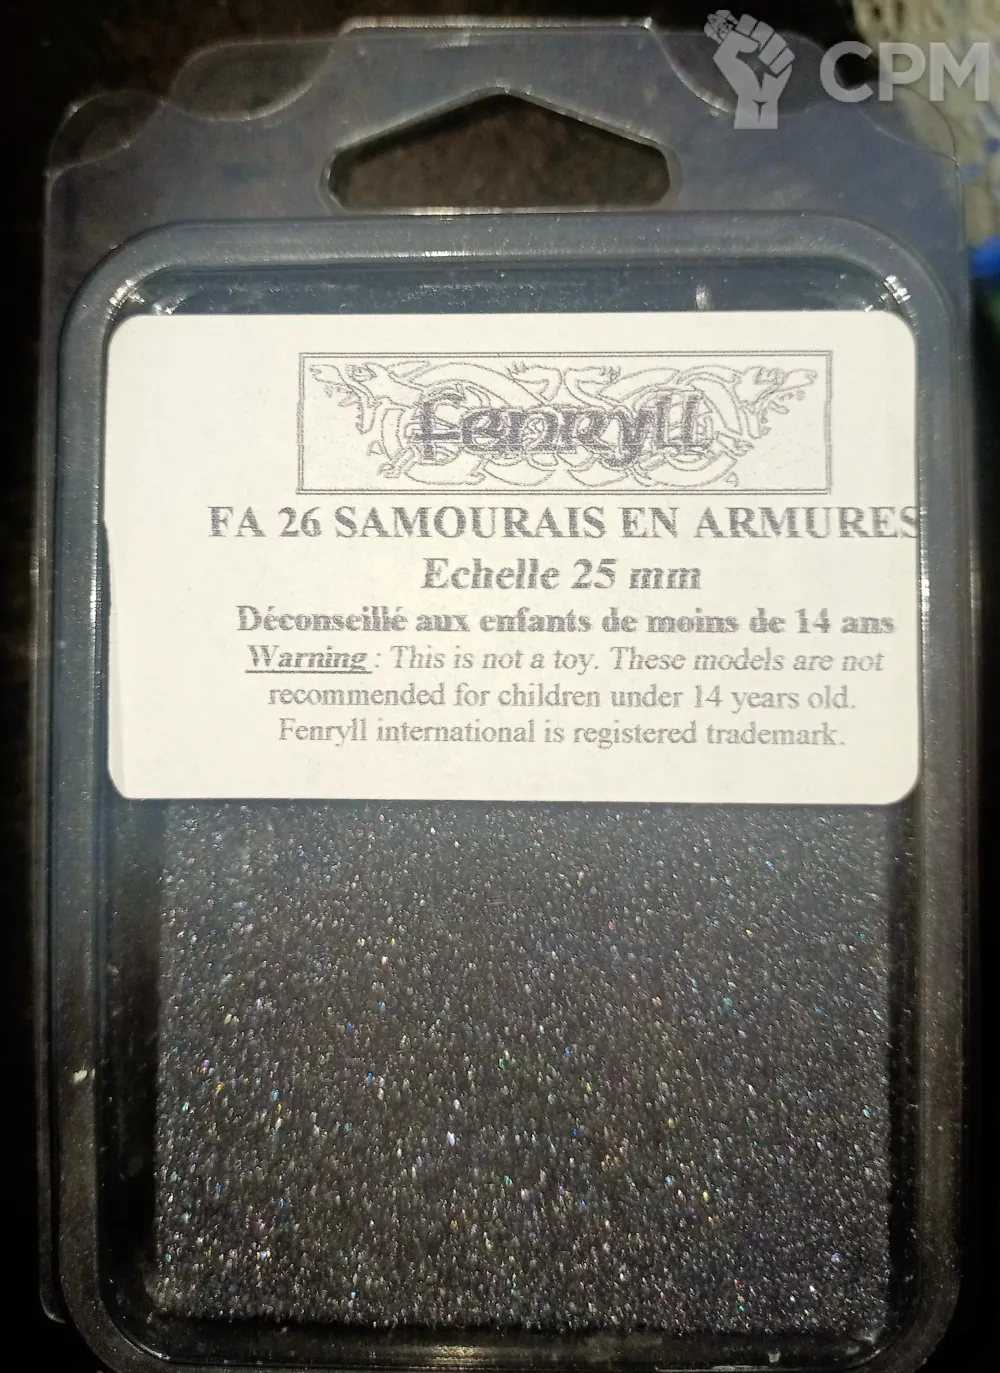 CPM
fenryll
FA 26 SAMOURAIS EN ARMURES
Echelle 25 mm
Déconseillé aux enfants de moins de 14 ans
Warning : This is not a toy. These models are not
recommended for children under 14 years old.
Fenryll international is registered trademark.